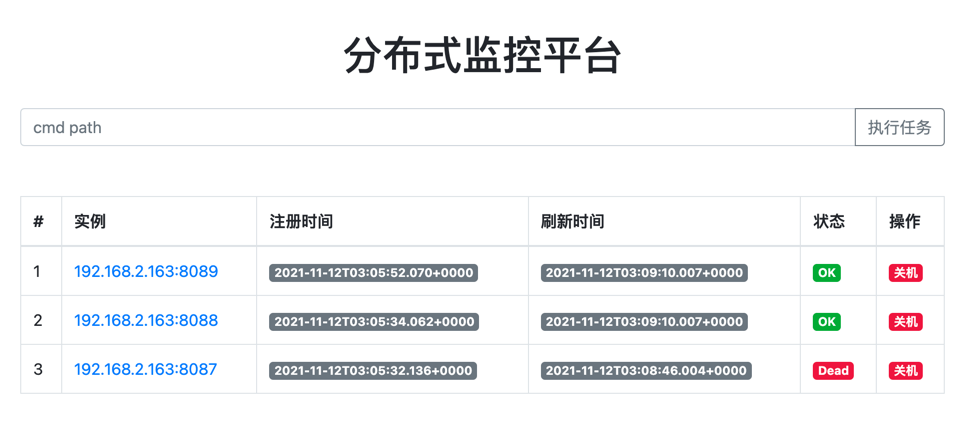 分布式监控平台
cmd path 执行任务
# 实例 注册时间 刷新时间 状态 操作
1 192.168.2.163:8089 2021-11-12T03:05:52.070+0000 2021-11-12T03:09:10.007+0000 OK 关机
2 192.168.2.163:8088 2021-11-12T03:05:34.062+0000 2021-11-12T03:09:10.007+0000 OK 关机
3 192.168.2.163:8087 2021-11-12T03:05:32.136+0000 2021-11-12T03:08:46.004+0000 Dead 关机